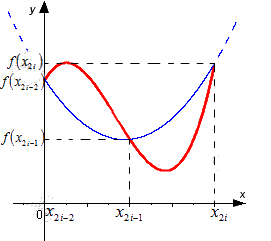 y
f(x₂ᵢ)
f(x₂ᵢ₋₂)
f(x₂ᵢ₋₁)
x
0 x₂ᵢ₋₂ x₂ᵢ₋₁ x₂ᵢ